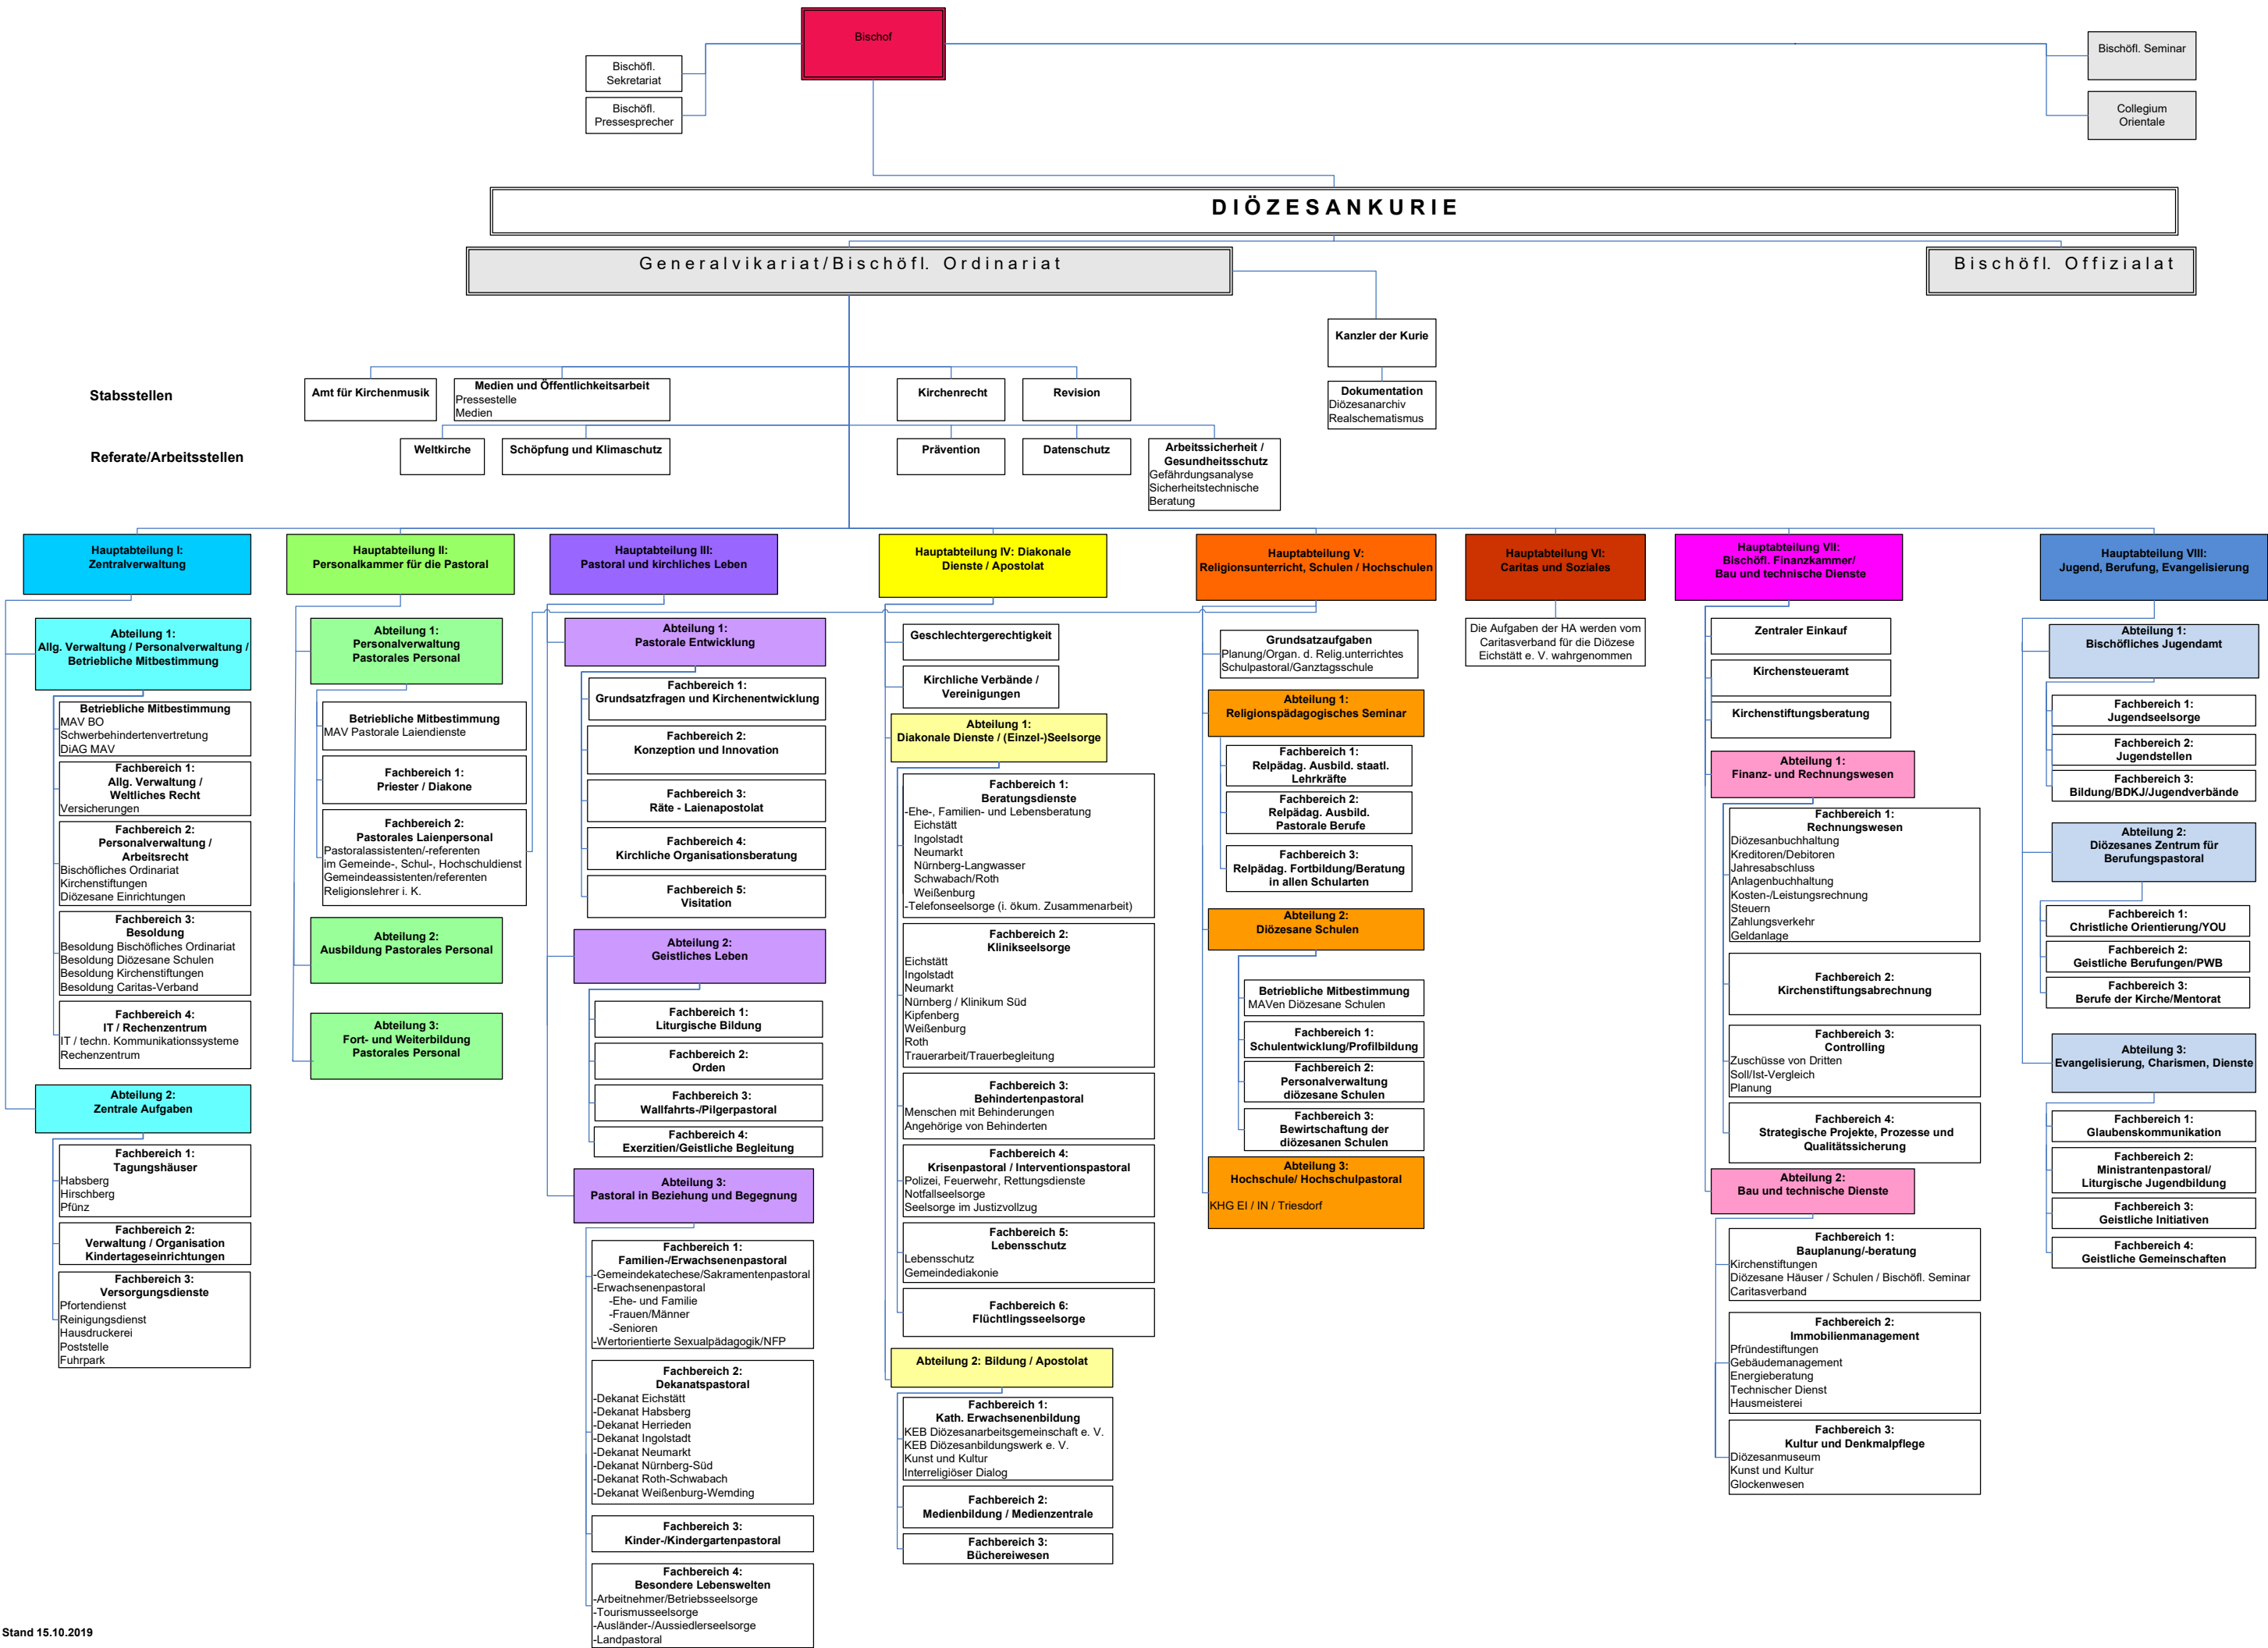 Bischof
Bischöfl.
Sekretariat
Bischöfl.
Pressesprecher
Bischöfl. Seminar
Collegium
Orientale
DIÖZESANKURIE
Generalvikariat/Bischöfl. Ordinariat
Bischöfl. Offizialat
Kanzler der Kurie
Stabsstellen
Amt für Kirchenmusik
Medien und Öffentlichkeitsarbeit
Pressestelle
Medien
Kirchenrecht
Revision
Dokumentation
Diözesanarchiv
Realschematismus
Referate/Arbeitsstellen
Weltkirche
Schöpfung und Klimaschutz
Prävention
Datenschutz
Arbeitssicherheit /
Gesundheitsschutz
Gefährdungsanalyse
Sicherheitstechnische
Beratung
Hauptabteilung I:
Zentralverwaltung
Abteilung 1:
Allg. Verwaltung / Personalverwaltung /
Betriebliche Mitbestimmung
Betriebliche Mitbestimmung
MAV BO
Schwerbehindertenvertretung
DiAG MAV
Fachbereich 1:
Allg. Verwaltung /
Weltliches Recht
Versicherungen
Fachbereich 2:
Personalverwaltung /
Arbeitsrecht
Bischöfliches Ordinariat
Kirchenstiftungen
Diözesane Einrichtungen
Fachbereich 3:
Besoldung
Besoldung Bischöfliches Ordinariat
Besoldung Diözesane Schulen
Besoldung Kirchenstiftungen
Besoldung Caritas-Verband
Fachbereich 4:
IT / Rechenzentrum
IT / techn. Kommunikationssysteme
Rechenzentrum
Abteilung 2:
Zentrale Aufgaben
Fachbereich 1:
Tagungshäuser
Habsberg
Hirschberg
Pfünz
Fachbereich 2:
Verwaltung / Organisation
Kindertageseinrichtungen
Fachbereich 3:
Versorgungsdienste
Pfortendienst
Reinigungsdienst
Hausdruckerei
Poststelle
Fuhrpark
Hauptabteilung II:
Personalkammer für die Pastoral
Abteilung 1:
Personalverwaltung
Pastorales Personal
Betriebliche Mitbestimmung
MAV Pastorale Laiendienste
Fachbereich 1:
Priester / Diakone
Fachbereich 2:
Pastorales Laienpersonal
Pastoralassistenten/-referenten
im Gemeinde-, Schul-, Hochschuldienst
Gemeindeassistenten/referenten
Religionslehrer i. K.
Abteilung 2:
Ausbildung Pastorales Personal
Abteilung 3:
Fort- und Weiterbildung
Pastorales Personal
Hauptabteilung III:
Pastoral und kirchliches Leben
Abteilung 1:
Pastorale Entwicklung
Fachbereich 1:
Grundsatzfragen und Kirchenentwicklung
Fachbereich 2:
Konzeption und Innovation
Fachbereich 3:
Räte - Laienapostolat
Fachbereich 4:
Kirchliche Organisationsberatung
Fachbereich 5:
Visitation
Abteilung 2:
Geistliches Leben
Fachbereich 1:
Liturgische Bildung
Fachbereich 2:
Orden
Fachbereich 3:
Wallfahrts-/Pilgerpastoral
Fachbereich 4:
Exerzitien/Geistliche Begleitung
Abteilung 3:
Pastoral in Beziehung und Begegnung
Fachbereich 1:
Familien-/Erwachsenenpastoral
-Gemeindekatechese/Sakramentenpastoral
-Erwachsenenpastoral
-Ehe- und Familie
-Frauen/Männer
-Senioren
-Wertorientierte Sexualpädagogik/NFP
Fachbereich 2:
Dekanatspastoral
-Dekanat Eichstätt
-Dekanat Habsberg
-Dekanat Herrieden
-Dekanat Ingolstadt
-Dekanat Neumarkt
-Dekanat Nürnberg-Süd
-Dekanat Roth-Schwabach
-Dekanat Weißenburg-Wemding
Fachbereich 3:
Kinder-/Kindergartenpastoral
Fachbereich 4:
Besondere Lebenswelten
-Arbeitnehmer/Betriebsseelsorge
-Tourismusseelsorge
-Ausländer-/Aussiedlerseelsorge
-Landpastoral
Hauptabteilung IV: Diakonale
Dienste / Apostolat
Geschlechtergerechtigkeit
Kirchliche Verbände /
Vereinigungen
Abteilung 1:
Diakonale Dienste / (Einzel-)Seelsorge
Fachbereich 1:
Beratungsdienste
-Ehe-, Familien- und Lebensberatung
Eichstätt
Ingolstadt
Neumarkt
Nürnberg-Langwasser
Schwabach/Roth
Weißenburg
-Telefonseelsorge (i. ökum. Zusammenarbeit)
Fachbereich 2:
Klinikseelsorge
Eichstätt
Ingolstadt
Neumarkt
Nürnberg / Klinikum Süd
Kipfenberg
Weißenburg
Roth
Trauerarbeit/Trauerbegleitung
Fachbereich 3:
Behindertenpastoral
Menschen mit Behinderungen
Angehörige von Behinderten
Fachbereich 4:
Krisenpastoral / Interventionspastoral
Polizei, Feuerwehr, Rettungsdienste
Notfallseelsorge
Seelsorge im Justizvollzug
Fachbereich 5:
Lebensschutz
Lebensschutz
Gemeindediakonie
Fachbereich 6:
Flüchtlingsseelsorge
Abteilung 2: Bildung / Apostolat
Fachbereich 1:
Kath. Erwachsenenbildung
KEB Diözesanarbeitsgemeinschaft e. V.
KEB Diözesanbildungswerk e. V.
Kunst und Kultur
Interreligiöser Dialog
Fachbereich 2:
Medienbildung / Medienzentrale
Fachbereich 3:
Büchereiwesen
Hauptabteilung V:
Religionsunterricht, Schulen / Hochschulen
Grundsatzaufgaben
Planung/Organ. d. Relig.unterrichtes
Schulpastoral/Ganztagsschule
Abteilung 1:
Religionspädagogisches Seminar
Fachbereich 1:
Relpädag. Ausbild. staatl.
Lehrkräfte
Fachbereich 2:
Relpädag. Ausbild.
Pastorale Berufe
Fachbereich 3:
Relpädag. Fortbildung/Beratung
in allen Schularten
Abteilung 2:
Diözesane Schulen
Betriebliche Mitbestimmung
MAVen Diözesane Schulen
Fachbereich 1:
Schulentwicklung/Profilbildung
Fachbereich 2:
Personalverwaltung
diözesane Schulen
Fachbereich 3:
Bewirtschaftung der
diözesanen Schulen
Abteilung 3:
Hochschule/ Hochschulpastoral
KHG EI / IN / Triesdorf
Hauptabteilung VI:
Caritas und Soziales
Die Aufgaben der HA werden vom
Caritasverband für die Diözese
Eichstätt e. V. wahrgenommen
Hauptabteilung VII:
Bischöfl. Finanzkammer/
Bau und technische Dienste
Zentraler Einkauf
Kirchensteueramt
Kirchenstiftungsberatung
Abteilung 1:
Finanz- und Rechnungswesen
Fachbereich 1:
Rechnungswesen
Diözesanbuchhaltung
Kreditoren/Debitoren
Jahresabschluss
Anlagenbuchhaltung
Kosten-/Leistungsrechnung
Steuern
Zahlungsverkehr
Geldanlage
Fachbereich 2:
Kirchenstiftungsabrechnung
Fachbereich 3:
Controlling
Zuschüsse von Dritten
Soll/Ist-Vergleich
Planung
Fachbereich 4:
Strategische Projekte, Prozesse und
Qualitätssicherung
Abteilung 2:
Bau und technische Dienste
Fachbereich 1:
Bauplanung/-beratung
Kirchenstiftungen
Diözesane Häuser / Schulen / Bischöfl. Seminar
Caritasverband
Fachbereich 2:
Immobilienmanagement
Pfründestiftungen
Gebäudemanagement
Energieberatung
Technischer Dienst
Hausmeisterei
Fachbereich 3:
Kultur und Denkmalpflege
Diözesanmuseum
Kunst und Kultur
Glockenwesen
Hauptabteilung VIII:
Jugend, Berufung, Evangelisierung
Abteilung 1:
Bischöfliches Jugendamt
Fachbereich 1:
Jugendseelsorge
Fachbereich 2:
Jugendstellen
Fachbereich 3:
Bildung/BDKJ/Jugendverbände
Abteilung 2:
Diözesanes Zentrum für
Berufungspastoral
Fachbereich 1:
Christliche Orientierung/YOU
Fachbereich 2:
Geistliche Berufungen/PWB
Fachbereich 3:
Berufe der Kirche/Mentorat
Abteilung 3:
Evangelisierung, Charismen, Dienste
Fachbereich 1:
Glaubenskommunikation
Fachbereich 2:
Ministrantenpastoral/
Liturgische Jugendbildung
Fachbereich 3:
Geistliche Initiativen
Fachbereich 4:
Geistliche Gemeinschaften
Stand 15.10.2019